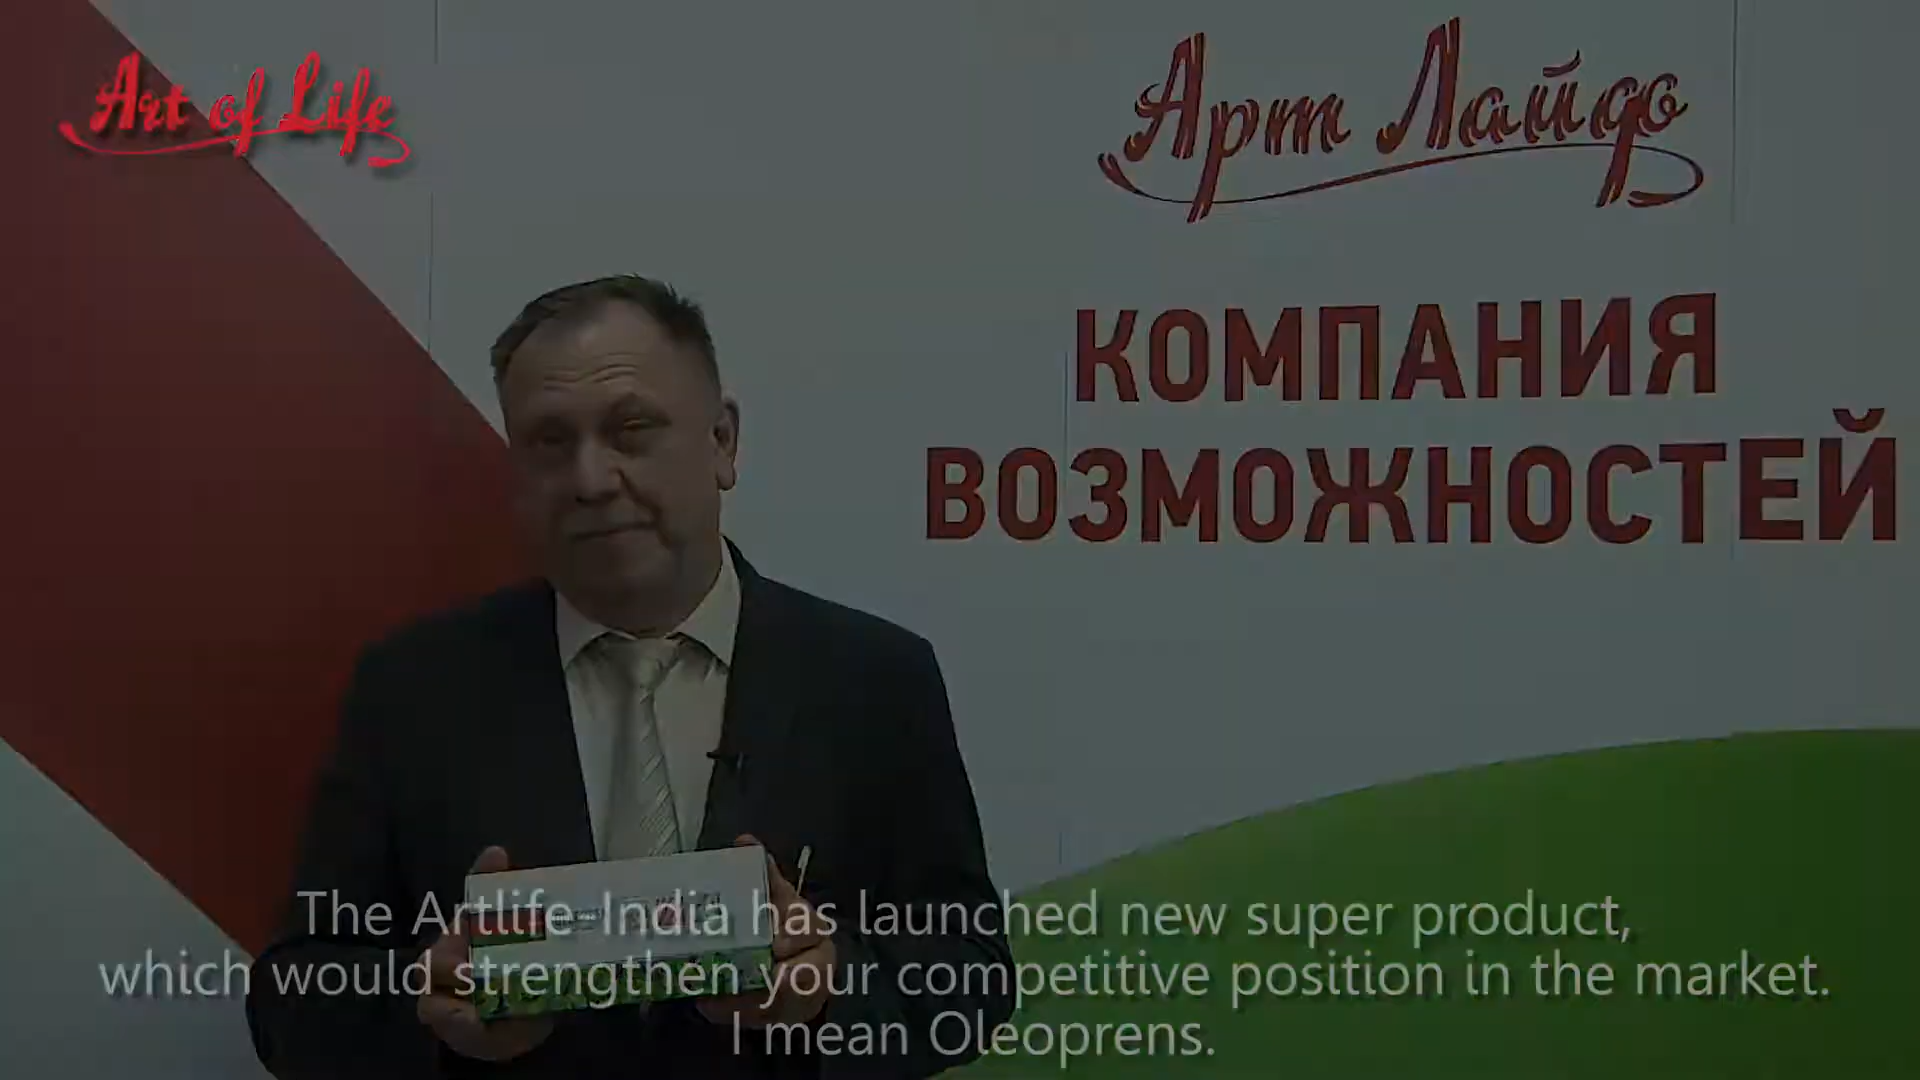 Art of Life
Арт Лайф
КОМПАНИЯ
ВОЗМОЖНОСТЕЙ
The Artlife India has launched new super product,
which would strengthen your competitive position in the market.
I mean Oleoprens.